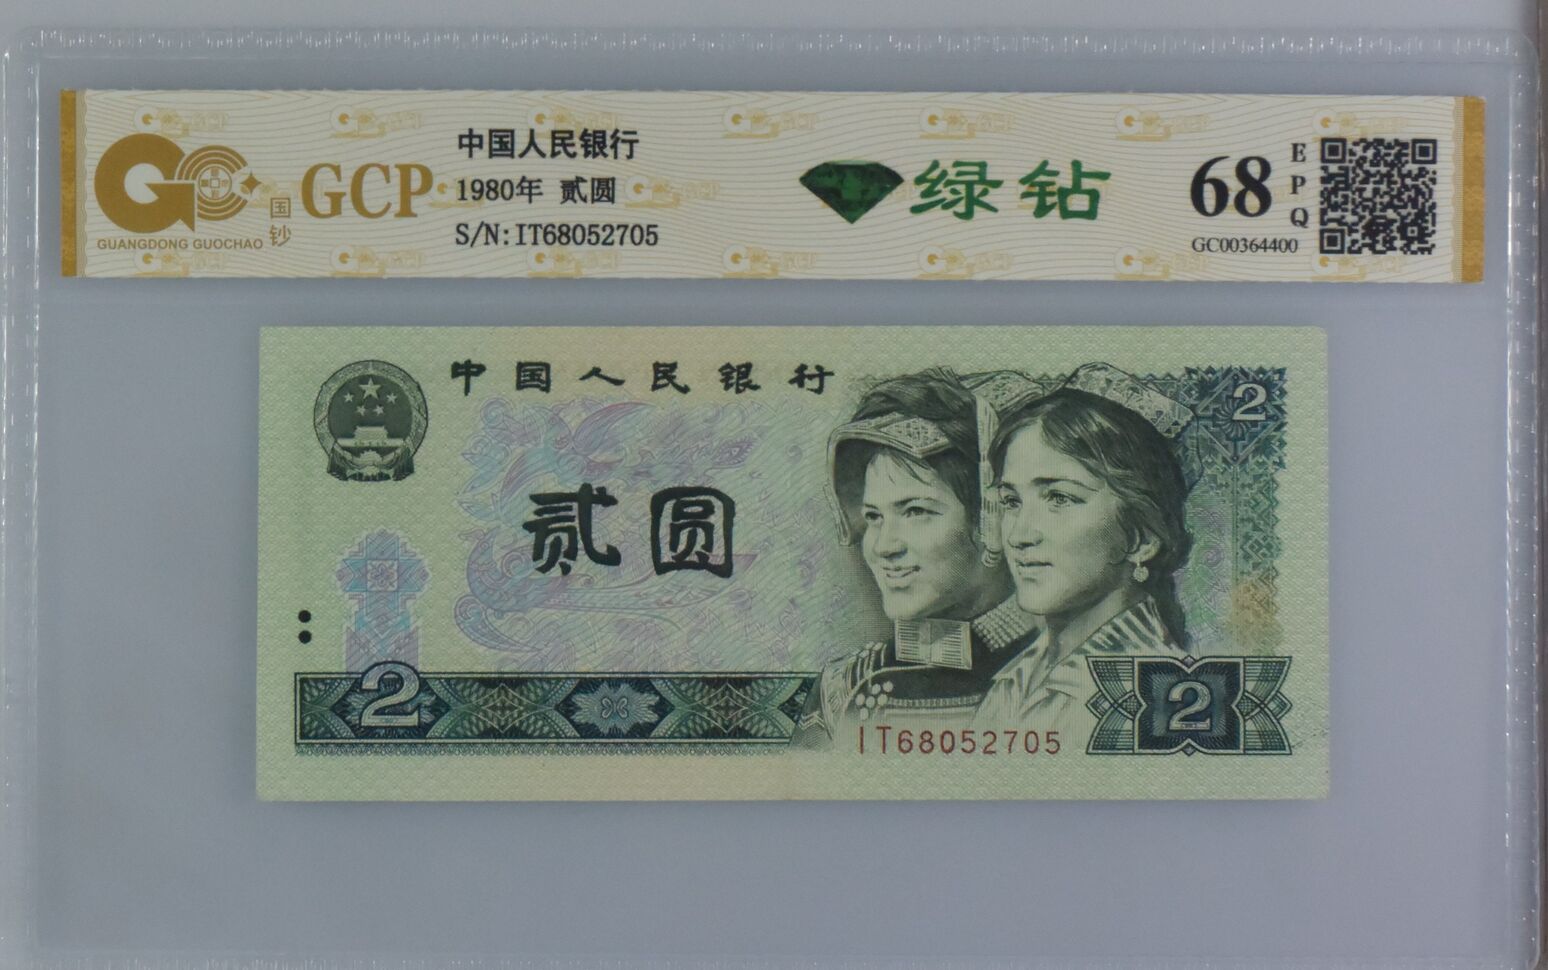 GCP
国钞
GUANGDONG GUOCHAO
中国人民银行
1980年 贰圆
S/N:IT68052705
绿钻
68
EPQ
GC00364400
中国人民银行
2
贰圆
2
IT68052705
2